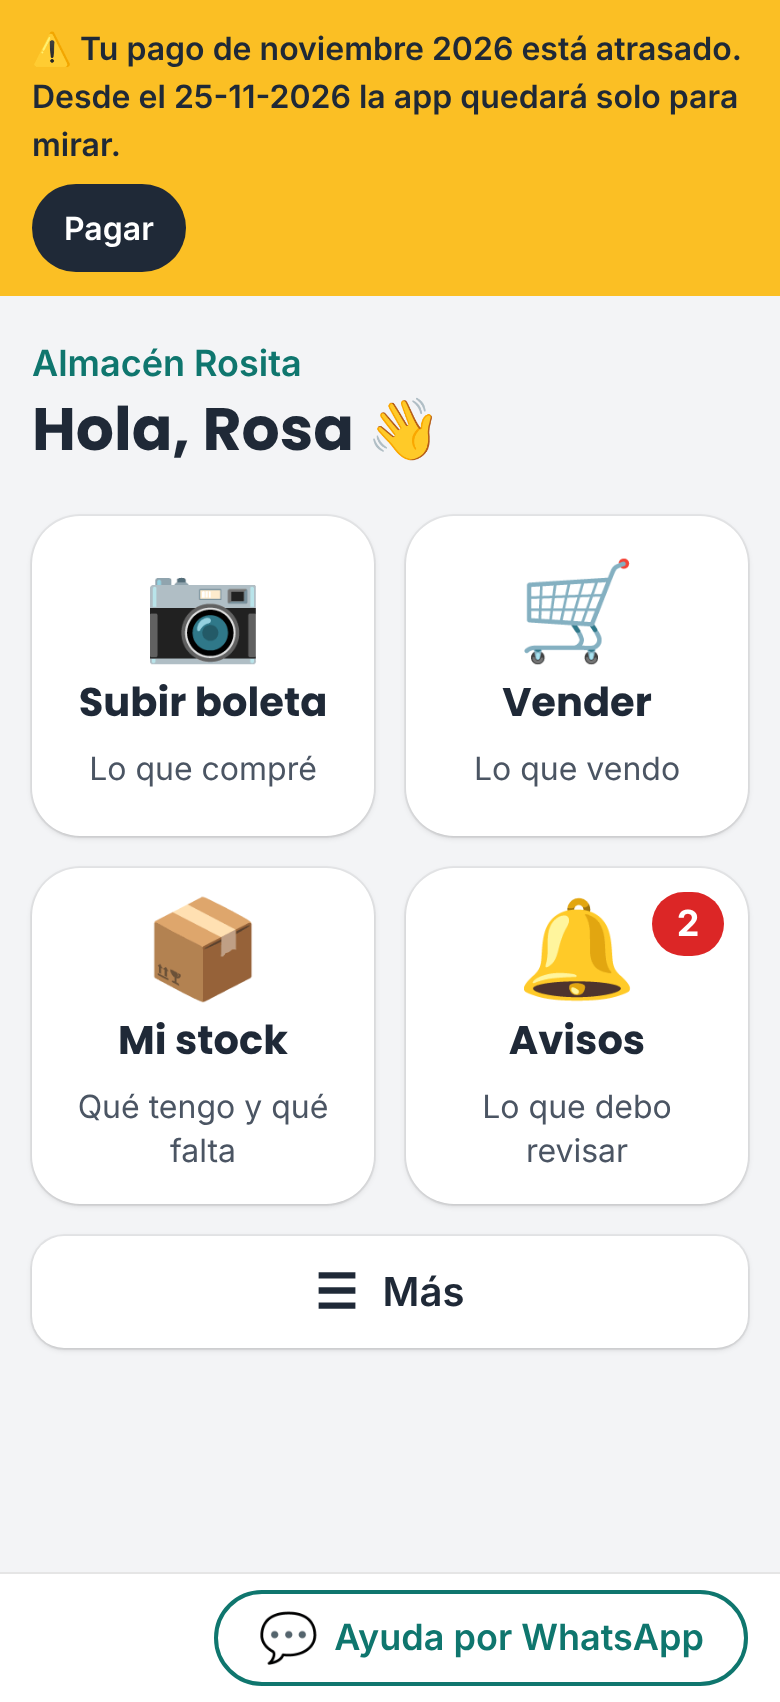 ⚠️ Tu pago de noviembre 2026 está atrasado.
Desde el 25-11-2026 la app quedará solo para
mirar.
Pagar
Almacén Rosita
Hola, Rosa 👋
Subir boleta
Lo que compré
Vender
Lo que vendo
Mi stock
Qué tengo y qué
falta
2
Avisos
Lo que debo
revisar
☰ Más
💬 Ayuda por WhatsApp